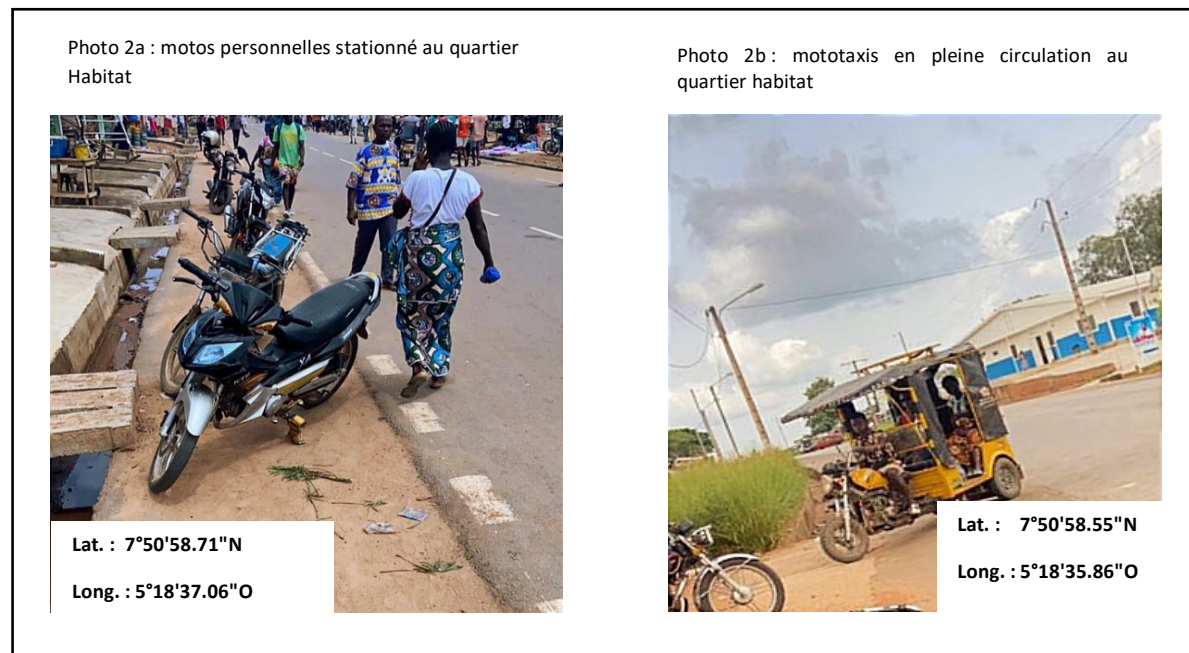 Photo 2a : motos personnelles stationné au quartier
Habitat
Photo 2b : mototaxis en pleine circulation au
quartier habitat
Lat. : 7°50'58.71"N
Long. : 5°18'37.06"O
Lat. : 7°50'58.55"N
Long. : 5°18'35.86"O